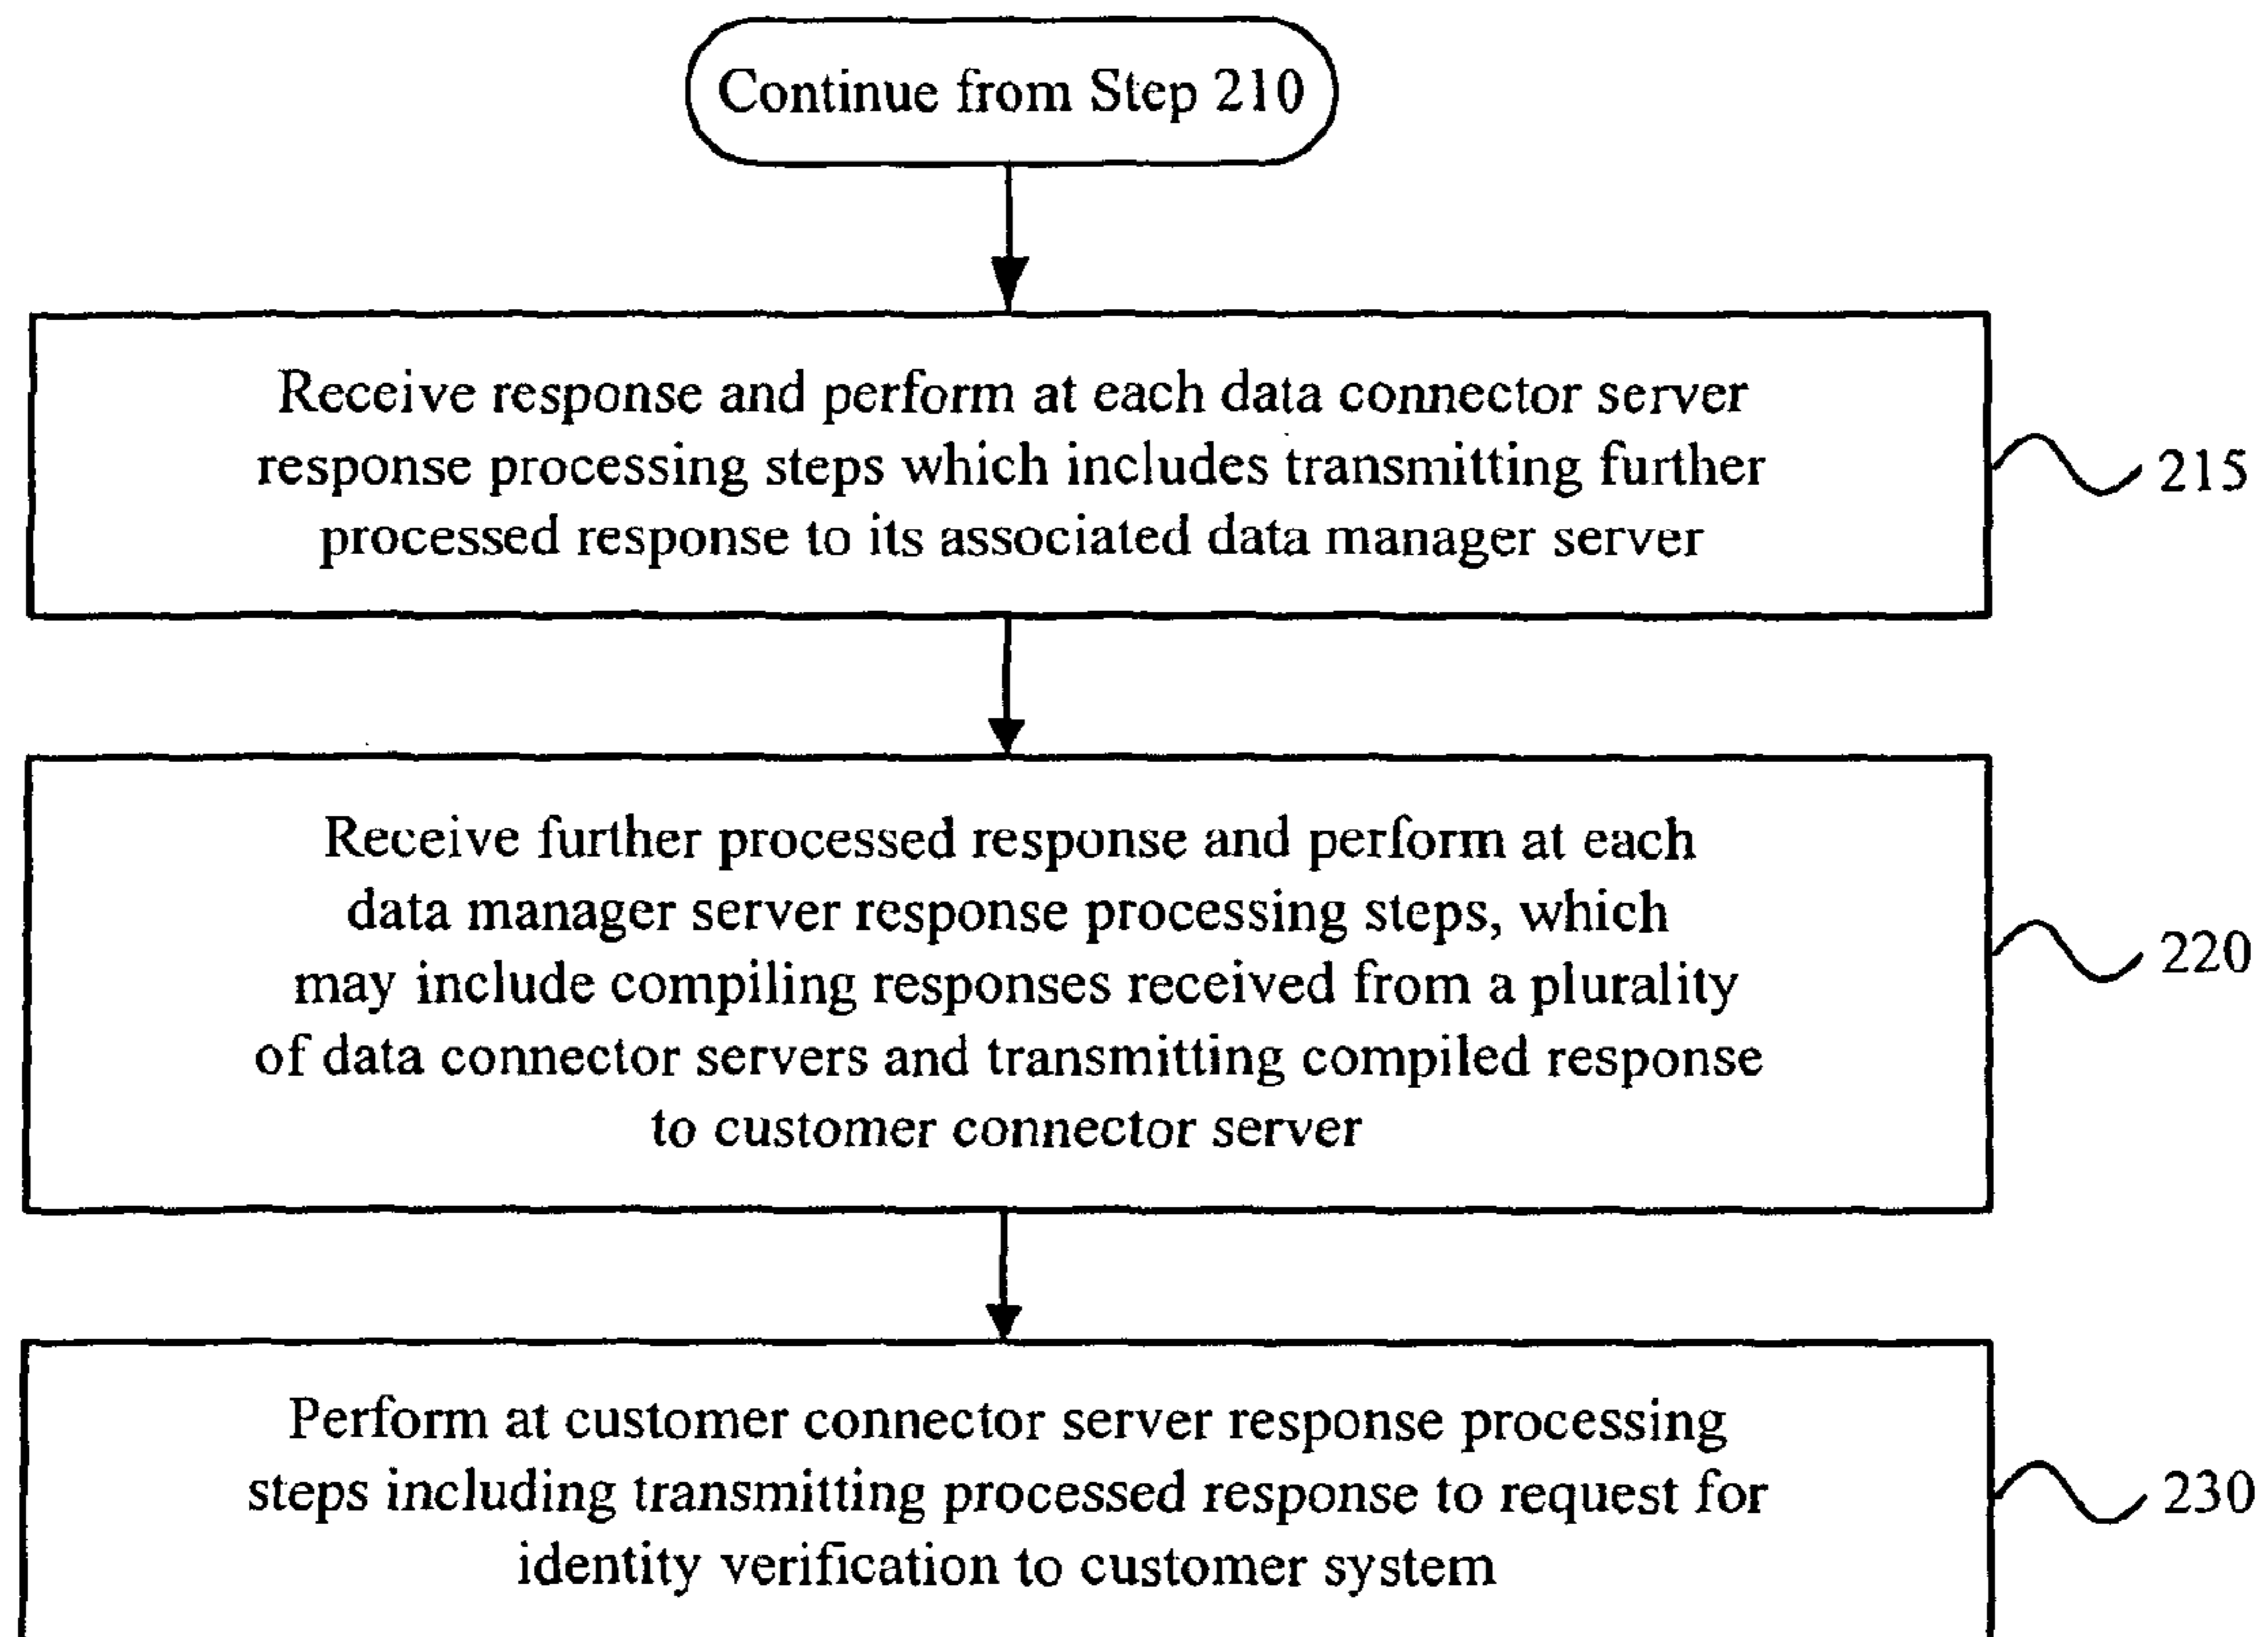 Continue from Step 210
Receive response and perform at each data connector server
response processing steps which includes transmitting further
processed response to its associated data manager server
215
Receive further processed response and perform at each
data manager server response processing steps, which
may include compiling responses received from a plurality
of data connector servers and transmitting compiled response
to customer connector server
220
Perform at customer connector server response processing
steps including transmitting processed response to request for
identity verification to customer system
230